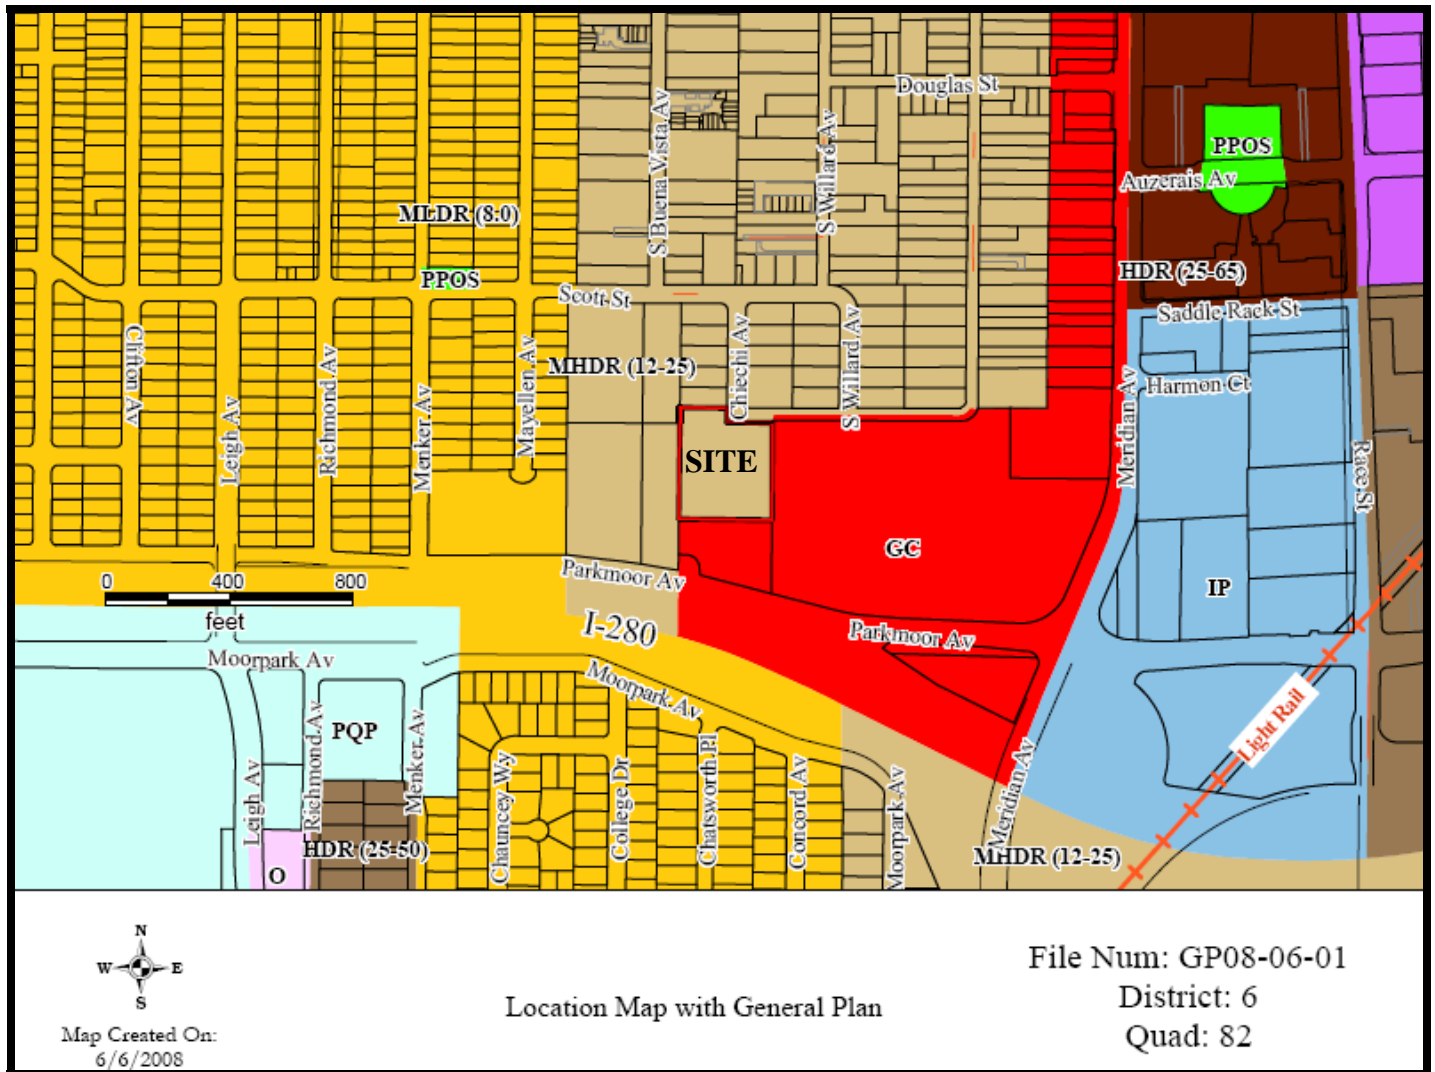 Douglas St
S Buena Vista Av
S Willard Av
PPOS
Auzerais Av
MLDR (8.0)
PPOS
HDR (25-65)
Scott St
Saddle Rack St
Clifton Av
Leigh Av
Richmond Av
Menker Av
Mayellen Av
MHDR (12-25)
Chiechi Av
S Willard Av
Meridian Av
Harmon Ct
Race St
SITE
GC
IP
Parkmoor Av
0 400 800
feet
I-280
Parkmoor Av
Moorpark Av
Moorpark Av
PQP
Light Rail
Leigh Av
Richmond Av
Menker Av
Chauncey Wy
College Dr
Chatsworth Pl
Concord Av
Moorpark Av
Meridian Av
HDR (25-50)
MHDR (12-25)
O
N
W E
S
Map Created On:
6/6/2008
Location Map with General Plan
File Num: GP08-06-01
District: 6
Quad: 82